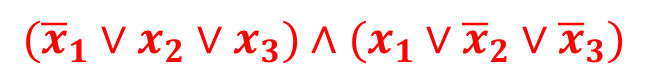 (x̅₁ ∨ x₂ ∨ x₃) ∧ (x₁ ∨ x̅₂ ∨ x̅₃)